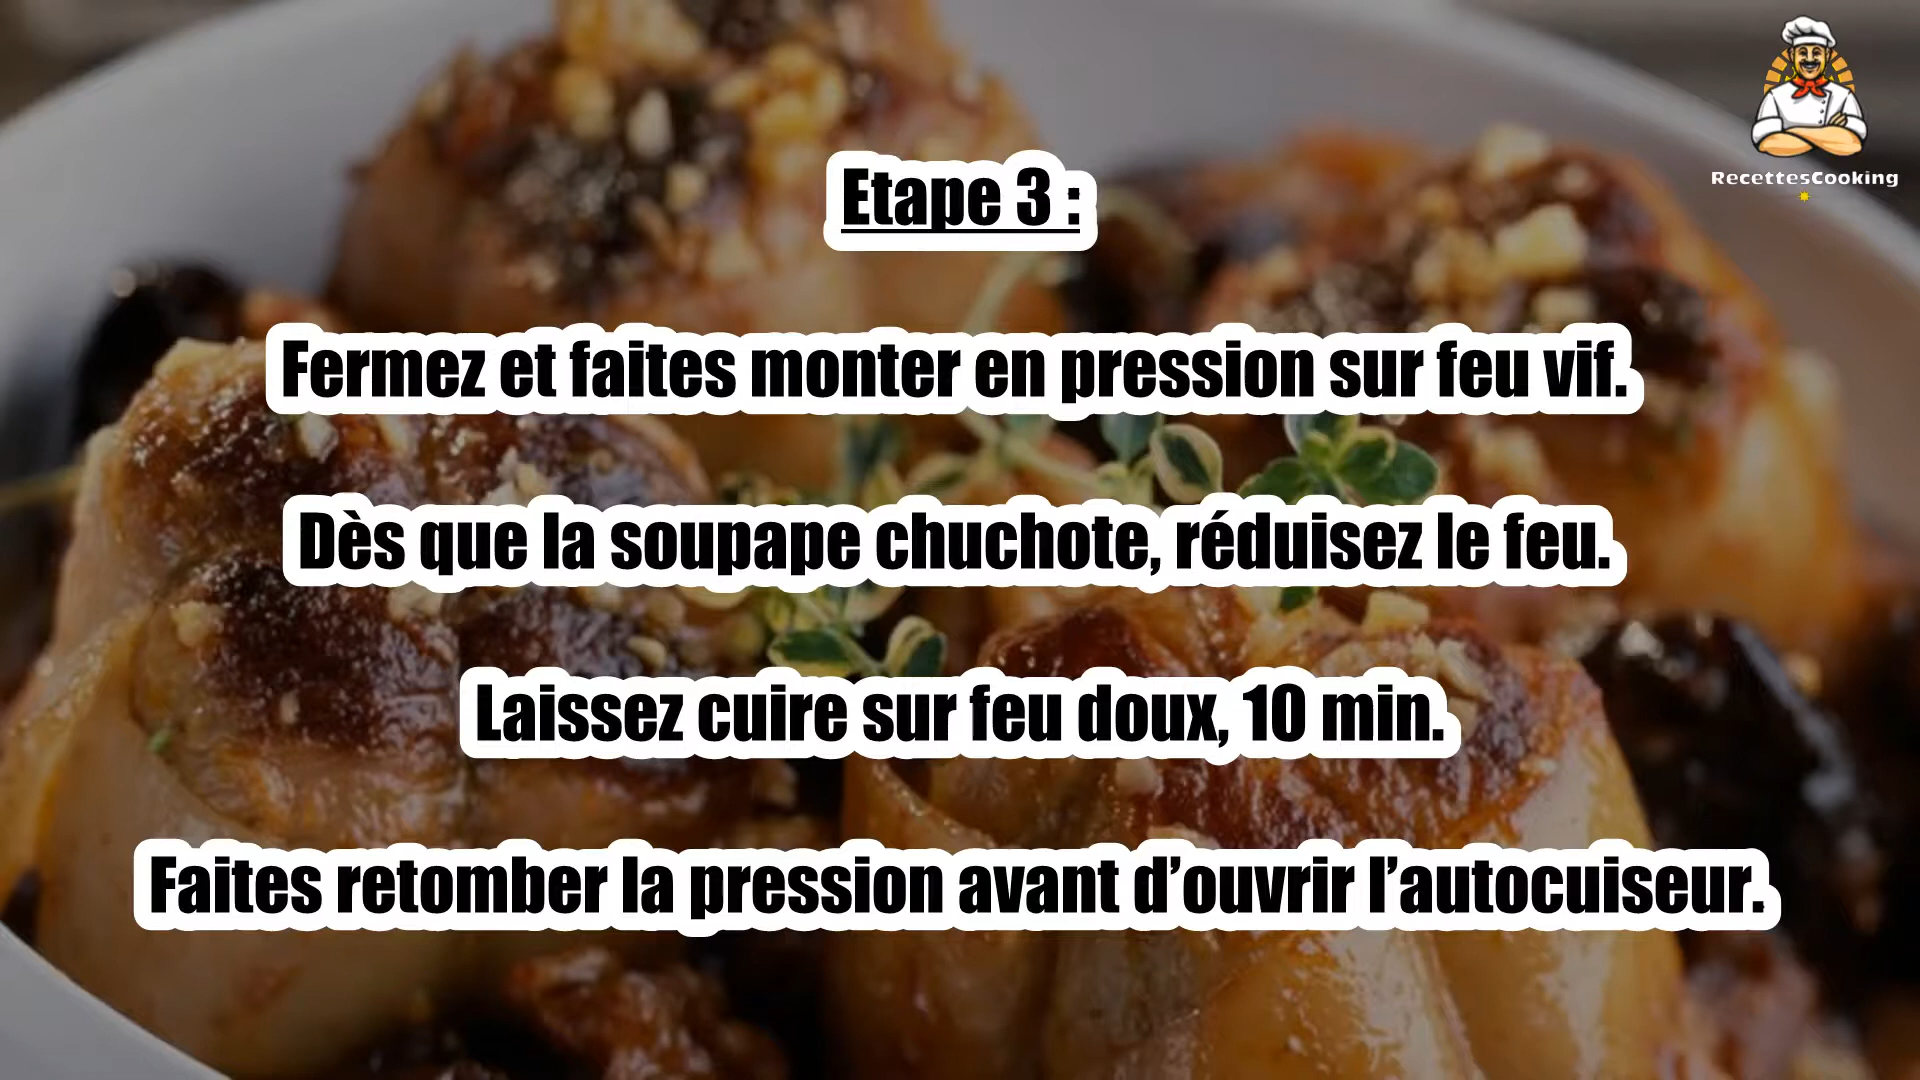 RecettesCooking
Etape 3 :
Fermez et faites monter en pression sur feu vif.
Dès que la soupape chuchote, réduisez le feu.
Laissez cuire sur feu doux, 10 min.
Faites retomber la pression avant d’ouvrir l’autocuiseur.